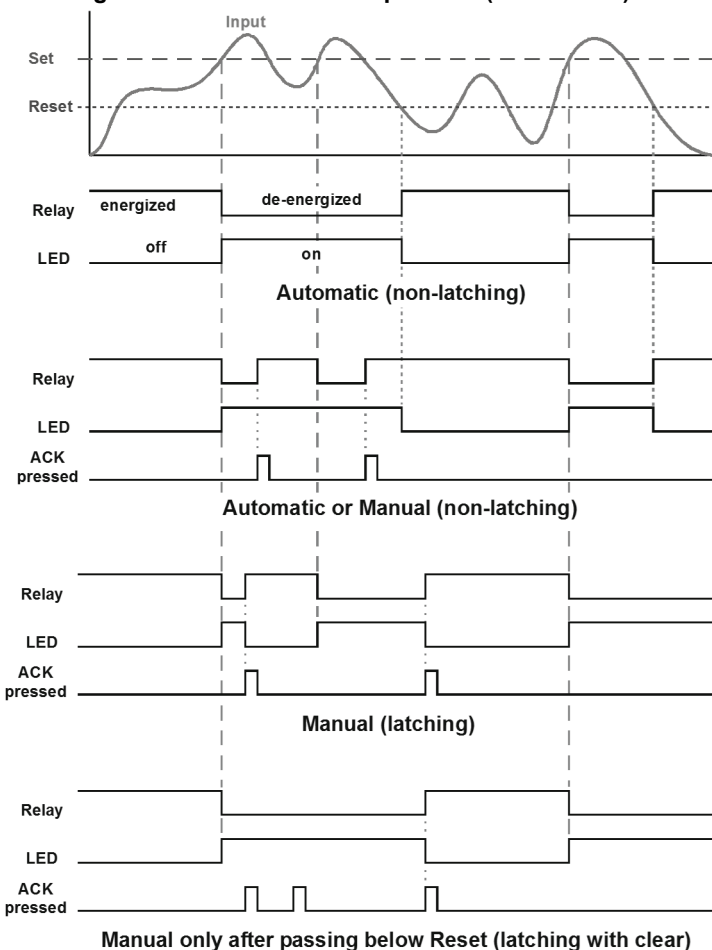 Input
Set
Reset
Relay energized de-energized
LED off on
Automatic (non-latching)
Relay
LED
ACK
pressed
Automatic or Manual (non-latching)
Relay
LED
ACK
pressed
Manual (latching)
Relay
LED
ACK
pressed
Manual only after passing below Reset (latching with clear)